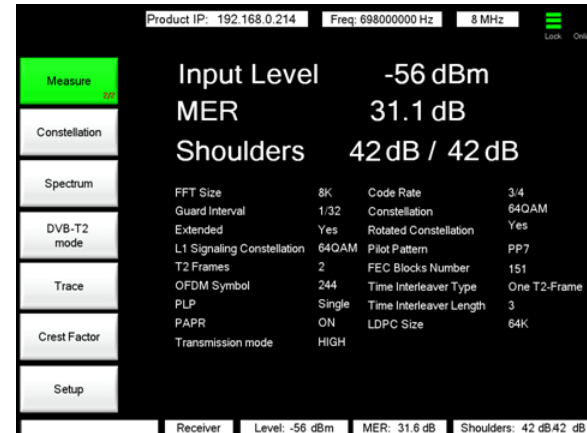 Product IP: 192.168.0.214 Freq: 698000000 Hz 8 MHz
Lock Onli
Measure
2/2
Constellation
Spectrum
DVB-T2
mode
Trace
Crest Factor
Setup
Input Level -56 dBm
MER 31.1 dB
Shoulders 42 dB / 42 dB
FFT Size 8K Code Rate 3/4
Guard Interval 1/32 Constellation 64QAM
Extended Yes Rotated Constellation Yes
L1 Signaling Constellation 64QAM Pilot Pattern PP7
T2 Frames 2 FEC Blocks Number 151
OFDM Symbol 244 Time Interleaver Type One T2-Frame
PLP Single Time Interleaver Length 3
PAPR ON LDPC Size 64K
Transmission mode HIGH
Receiver Level: -56 dBm MER: 31.6 dB Shoulders: 42 dB/42 dB